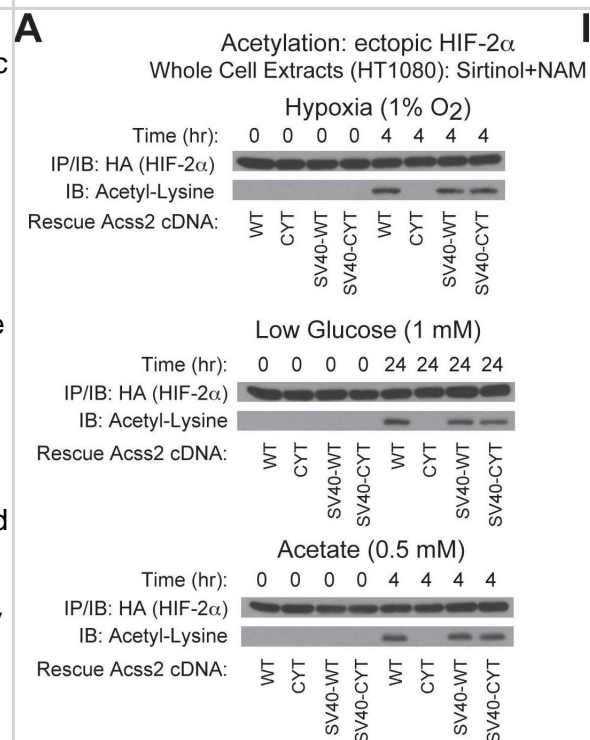 A
Acetylation: ectopic HIF-2α
Whole Cell Extracts (HT1080): Sirtinol+NAM
Hypoxia (1% O2)
Time (hr): 0 0 0 0 4 4 4 4
IP/IB: HA (HIF-2α)
IB: Acetyl-Lysine
Rescue Acss2 cDNA: WT CYT SV40-WT SV40-CYT WT CYT SV40-WT SV40-CYT
Low Glucose (1 mM)
Time (hr): 0 0 0 0 24 24 24 24
IP/IB: HA (HIF-2α)
IB: Acetyl-Lysine
Rescue Acss2 cDNA: WT CYT SV40-WT SV40-CYT WT CYT SV40-WT SV40-CYT
Acetate (0.5 mM)
Time (hr): 0 0 0 0 4 4 4 4
IP/IB: HA (HIF-2α)
IB: Acetyl-Lysine
Rescue Acss2 cDNA: WT CYT SV40-WT SV40-CYT WT CYT SV40-WT SV40-CYT